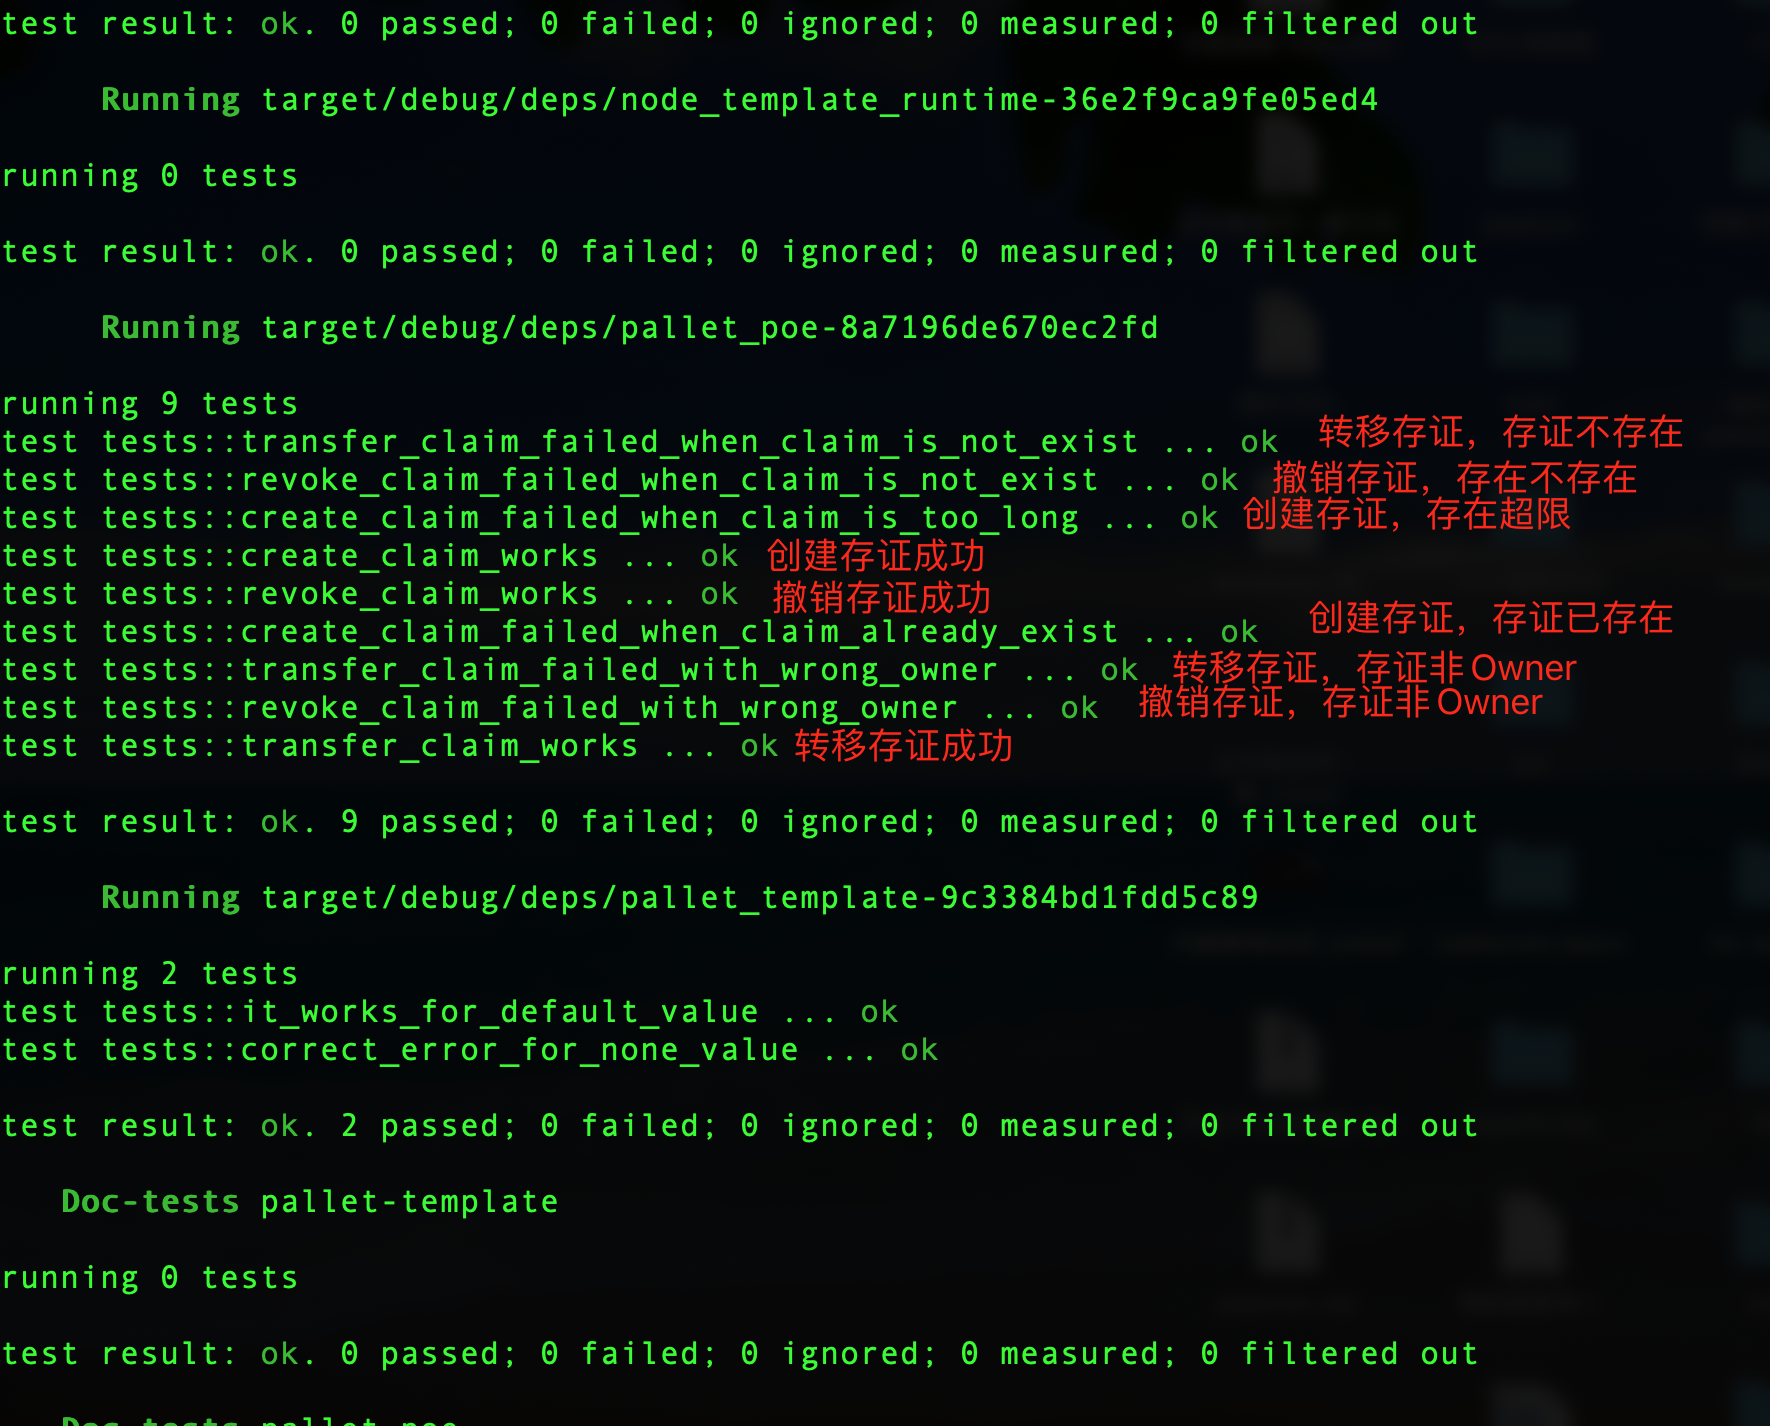 test result: ok. 0 passed; 0 failed; 0 ignored; 0 measured; 0 filtered out
Running target/debug/deps/node_template_runtime-36e2f9ca9fe05ed4
running 0 tests
test result: ok. 0 passed; 0 failed; 0 ignored; 0 measured; 0 filtered out
Running target/debug/deps/pallet_poe-8a7196de670ec2fd
running 9 tests
test tests::transfer_claim_failed_when_claim_is_not_exist ... ok 转移存证，存证不存在
test tests::revoke_claim_failed_when_claim_is_not_exist ... ok 撤销存证，存在不存在
test tests::create_claim_failed_when_claim_is_too_long ... ok 创建存证，存在超限
test tests::create_claim_works ... ok 创建存证成功
test tests::revoke_claim_works ... ok 撤销存证成功
test tests::create_claim_failed_when_claim_already_exist ... ok 创建存证，存证已存在
test tests::transfer_claim_failed_with_wrong_owner ... ok 转移存证，存证非Owner
test tests::revoke_claim_failed_with_wrong_owner ... ok 撤销存证，存证非Owner
test tests::transfer_claim_works ... ok 转移存证成功
test result: ok. 9 passed; 0 failed; 0 ignored; 0 measured; 0 filtered out
Running target/debug/deps/pallet_template-9c3384bd1fdd5c89
running 2 tests
test tests::it_works_for_default_value ... ok
test tests::correct_error_for_none_value ... ok
test result: ok. 2 passed; 0 failed; 0 ignored; 0 measured; 0 filtered out
Doc-tests pallet-template
running 0 tests
test result: ok. 0 passed; 0 failed; 0 ignored; 0 measured; 0 filtered out
Doc-tests pallet-poe